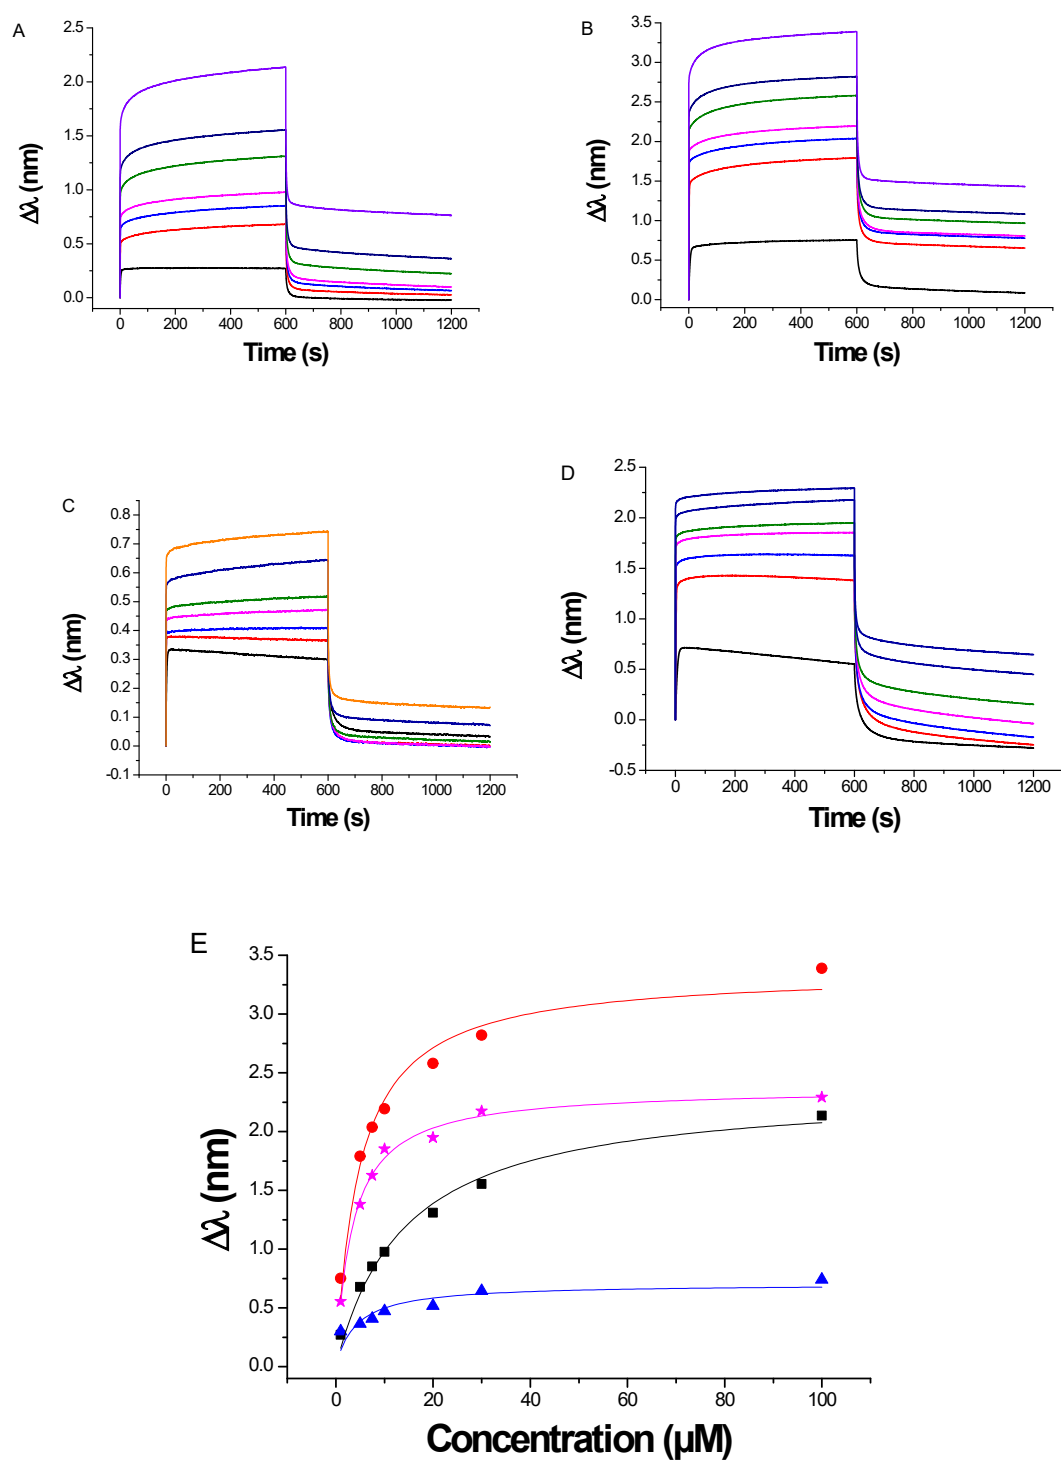 A
2.5
2.0
1.5
1.0
0.5
0.0
Δλ (nm)
0 200 400 600 800 1000 1200
Time (s)
B
3.5
3.0
2.5
2.0
1.5
1.0
0.5
0.0
Δλ (nm)
0 200 400 600 800 1000 1200
Time (s)
C
0.8
0.7
0.6
0.5
0.4
0.3
0.2
0.1
0.0
-0.1
Δλ (nm)
0 200 400 600 800 1000 1200
Time (s)
D
2.5
2.0
1.5
1.0
0.5
0.0
-0.5
Δλ (nm)
0 200 400 600 800 1000 1200
Time (s)
E
3.5
3.0
2.5
2.0
1.5
1.0
0.5
0.0
Δλ (nm)
0 20 40 60 80 100
Concentration (μM)